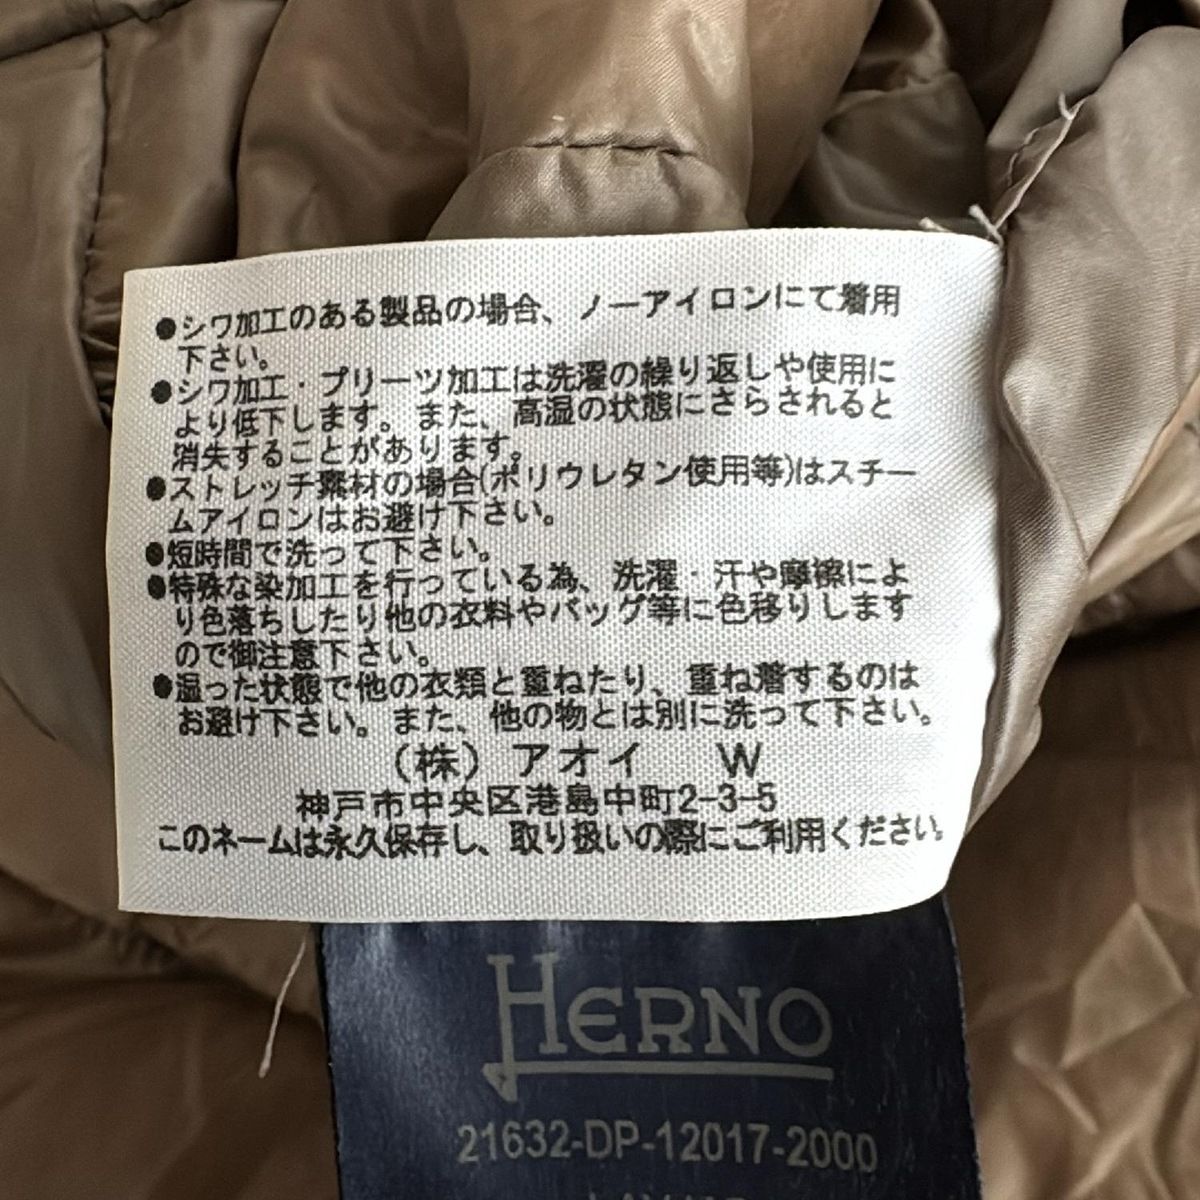 ●シワ加工のある製品の場合、ノーアイロンにて着用
下さい。
●シワ加工・プリーツ加工は洗濯の繰り返しや使用に
より低下します。また、高湿の状態にさらされると
消失することがあります。
●ストレッチ素材の場合(ポリウレタン使用等)はスチー
ムアイロンはお避け下さい。
●短時間で洗って下さい。
●特殊な染加工を行っている為、洗濯・汗や摩擦によ
り色落ちしたり他の衣料やバッグ等に色移りします
ので御注意下さい。
●湿った状態で他の衣類と重ねたり、重ね着するのは
お避け下さい。また、他の物とは別に洗って下さい。
(株) アオイ W
神戸市中央区港島中町2-3-5
このネームは永久保存し、取り扱いの際にご利用ください。
HERNO
21632-DP-12017-2000